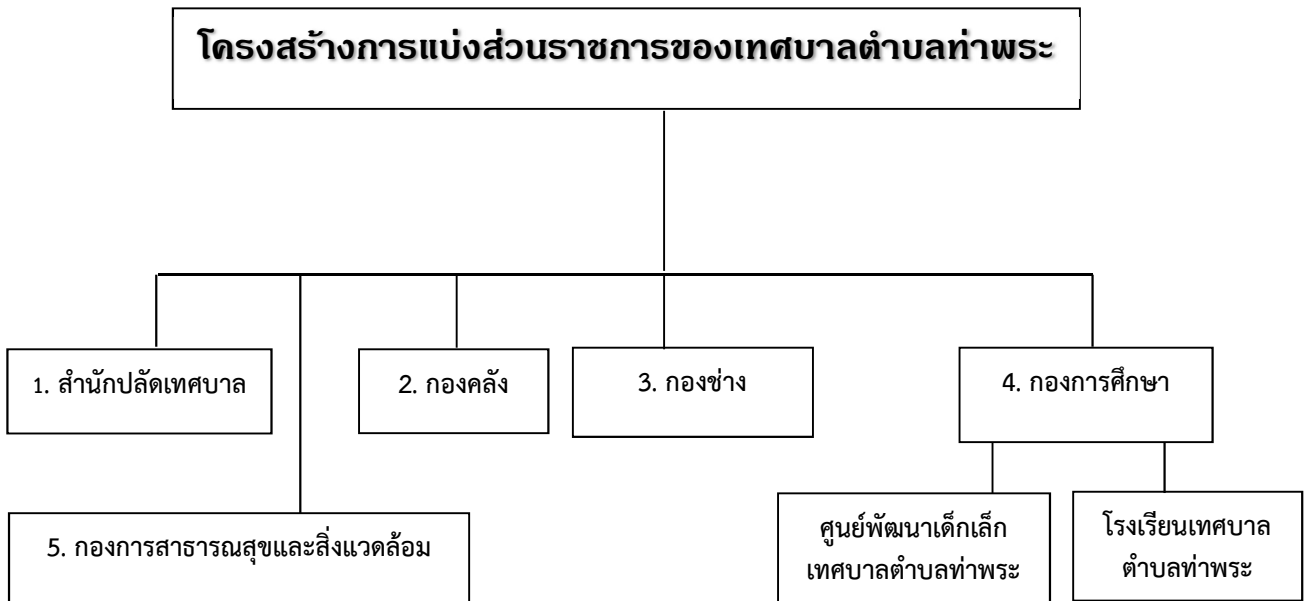 โครงสร้างการแบ่งส่วนราชการของเทศบาลตำบลท่าพระ
1. สำนักปลัดเทศบาล
2. กองคลัง
3. กองช่าง
4. กองการศึกษา
5. กองการสาธารณสุขและสิ่งแวดล้อม
ศูนย์พัฒนาเด็กเล็ก
เทศบาลตำบลท่าพระ
โรงเรียนเทศบาล
ตำบลท่าพระ